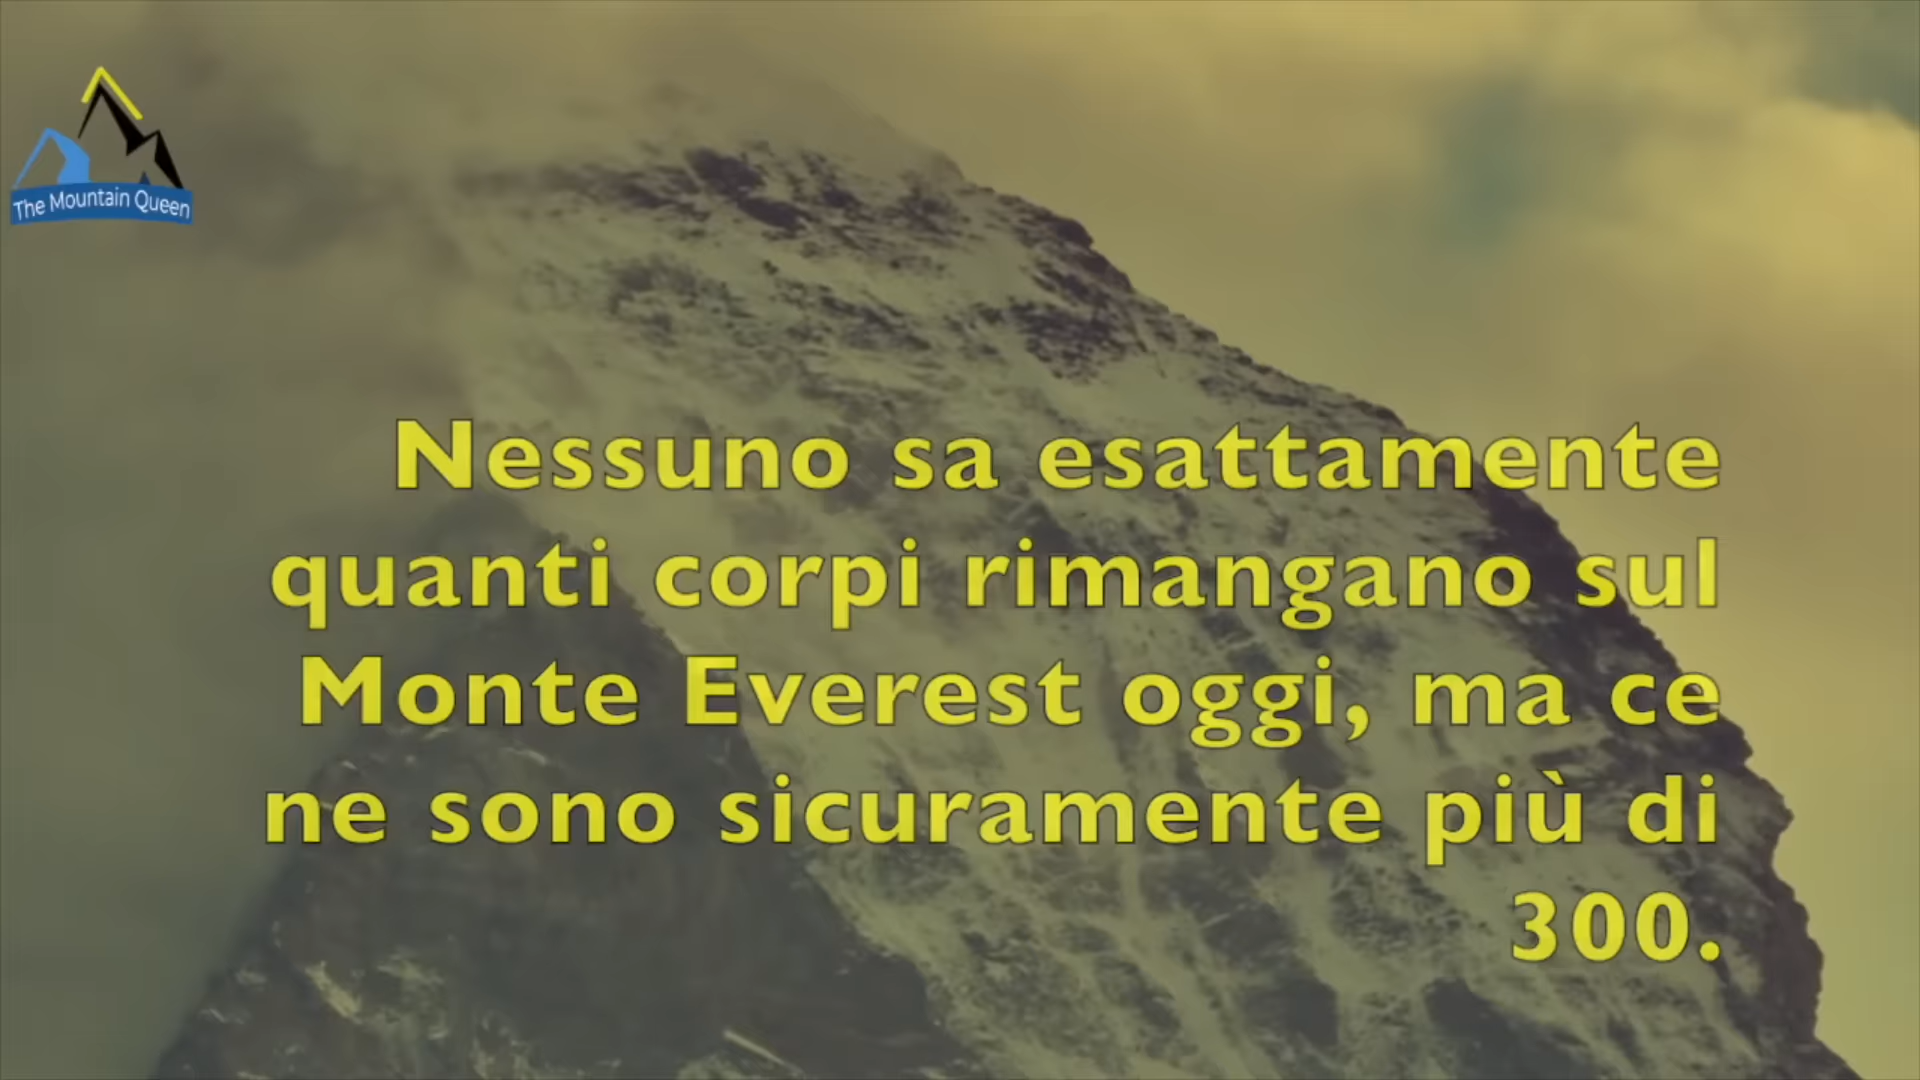 The Mountain Queen
Nessuno sa esattamente
quanti corpi rimangano sul
Monte Everest oggi, ma ce
ne sono sicuramente più di
300.